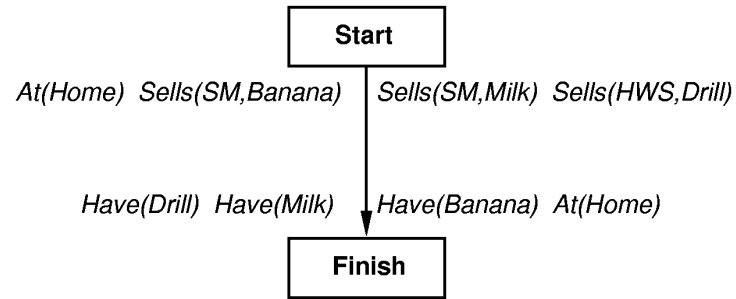 Start
At(Home) Sells(SM,Banana) Sells(SM,Milk) Sells(HWS,Drill)
Have(Drill) Have(Milk) Have(Banana) At(Home)
Finish